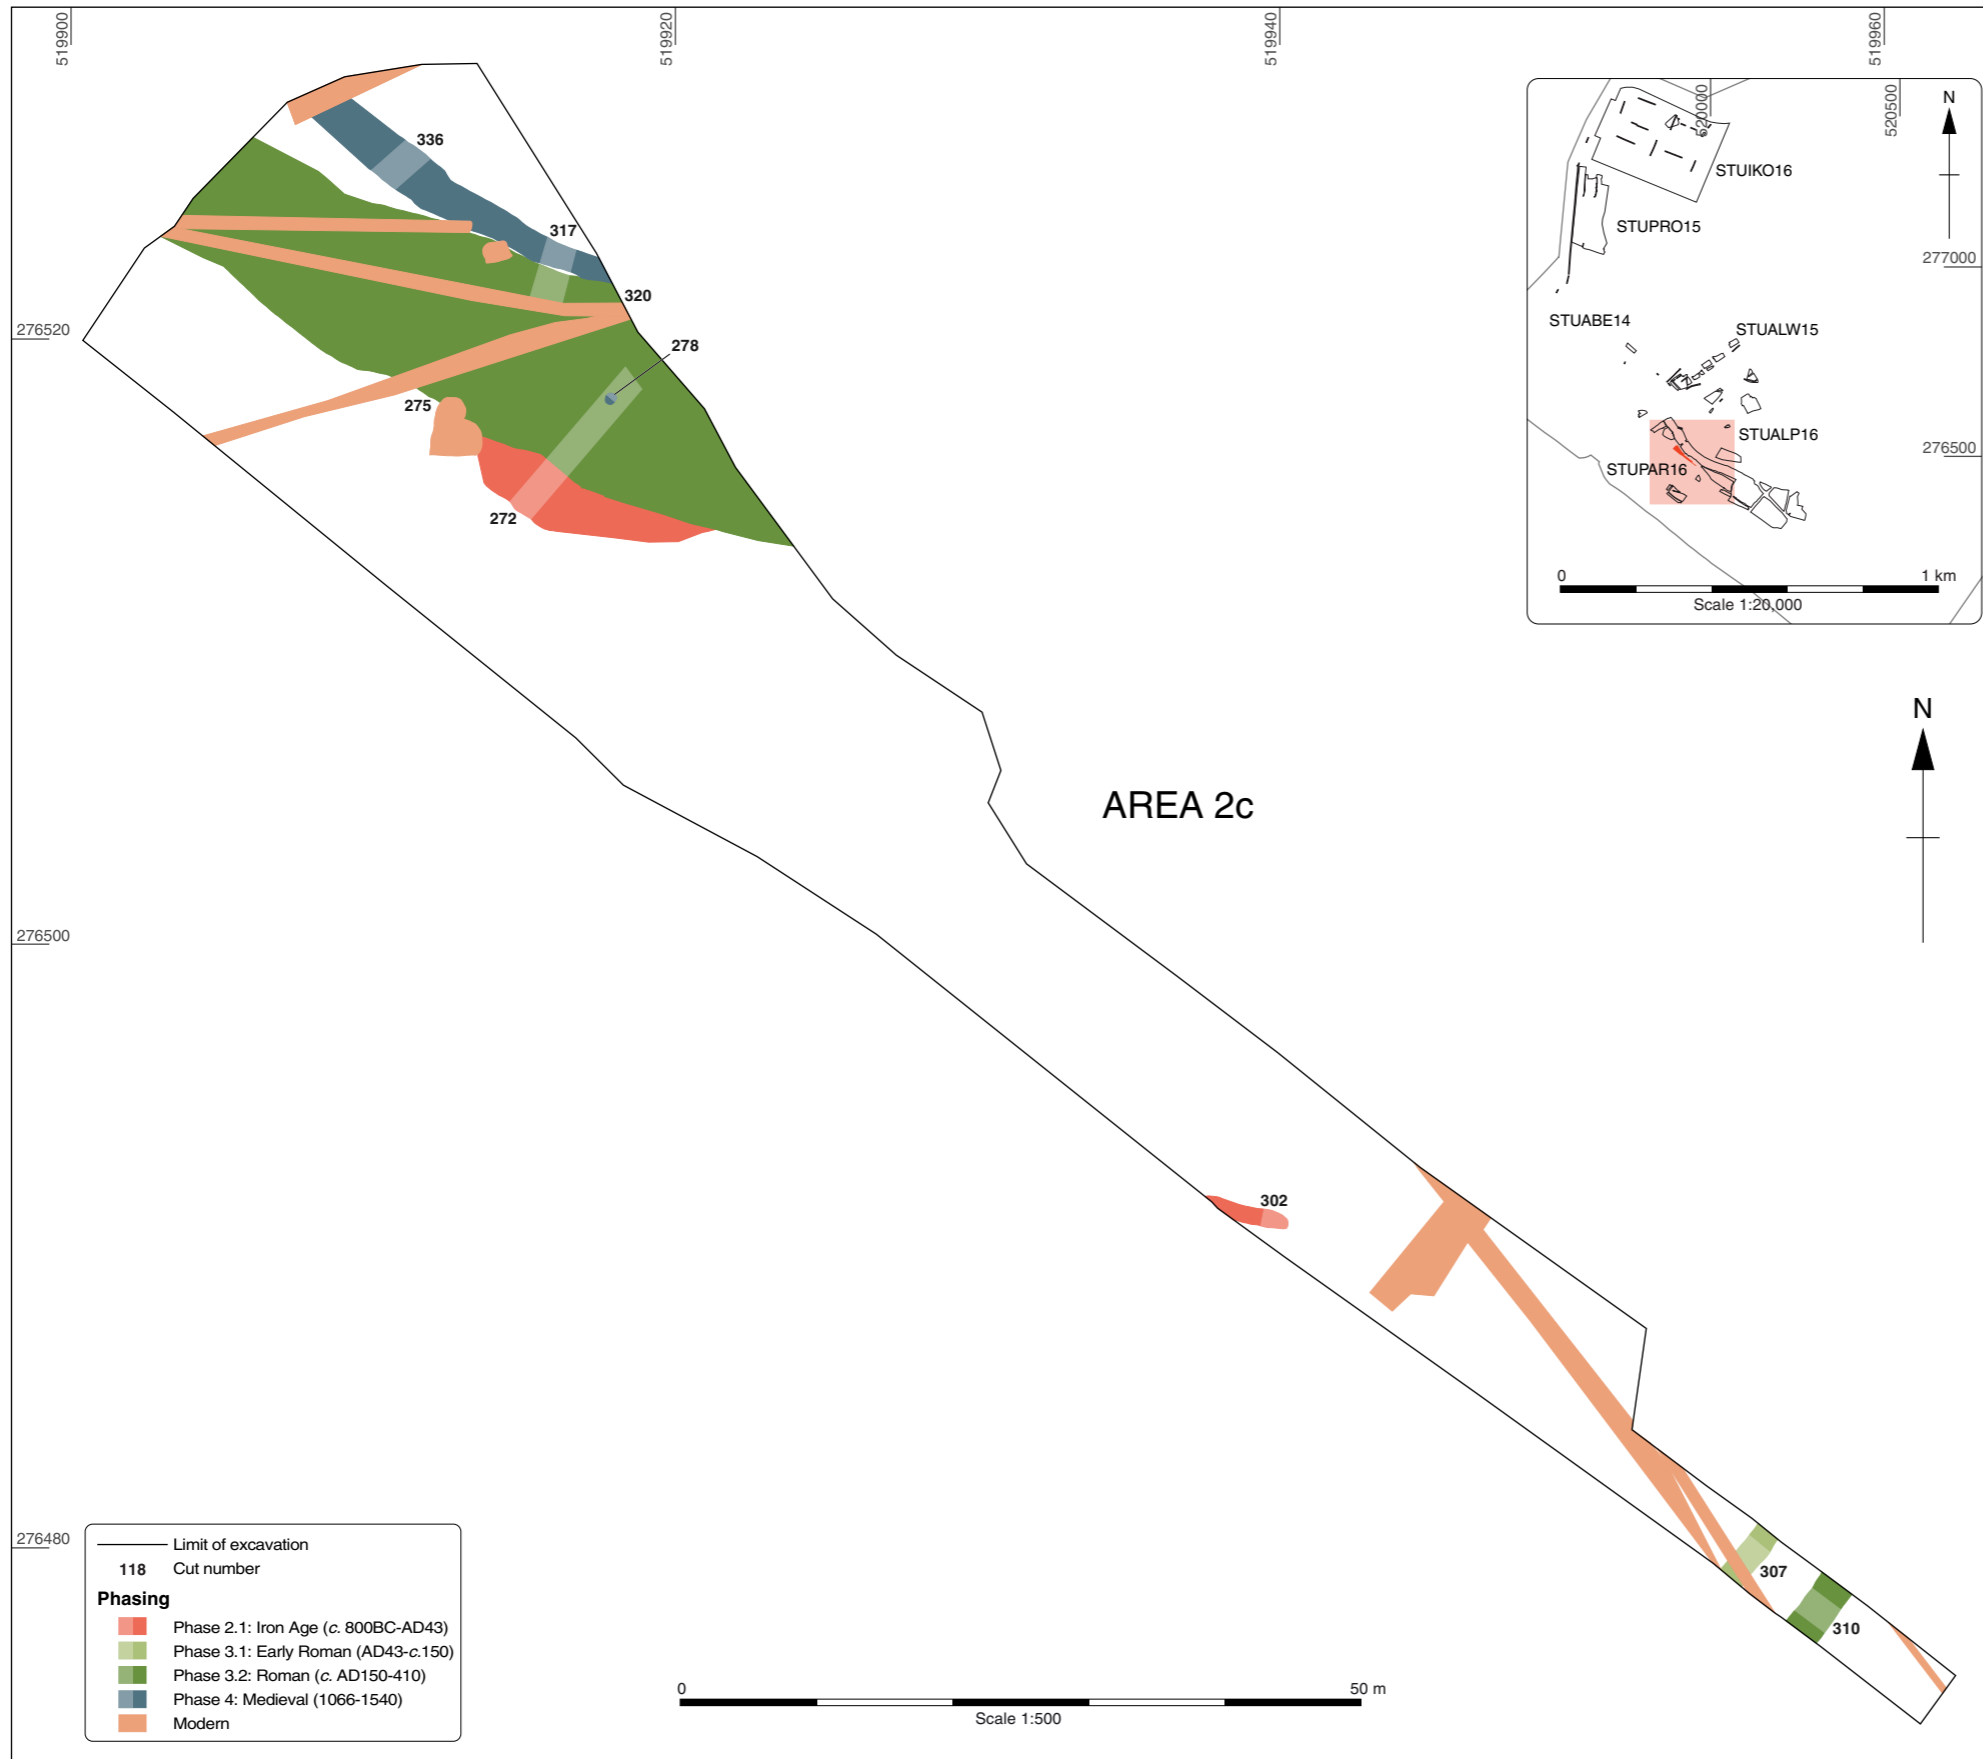 519900
519920
519940
519960
520000
520500
N
STUIKO16
STUPRO15
277000
STUABE14
STUALW15
STUALP16
276500
STUPAR16
0
1 km
Scale 1:20,000
336
317
320
276520
278
275
272
N
AREA 2c
276500
302
276480
307
310
Limit of excavation
118 Cut number
Phasing
Phase 2.1: Iron Age (c. 800BC-AD43)
Phase 3.1: Early Roman (AD43-c.150)
Phase 3.2: Roman (c. AD150-410)
Phase 4: Medieval (1066-1540)
Modern
0
50 m
Scale 1:500